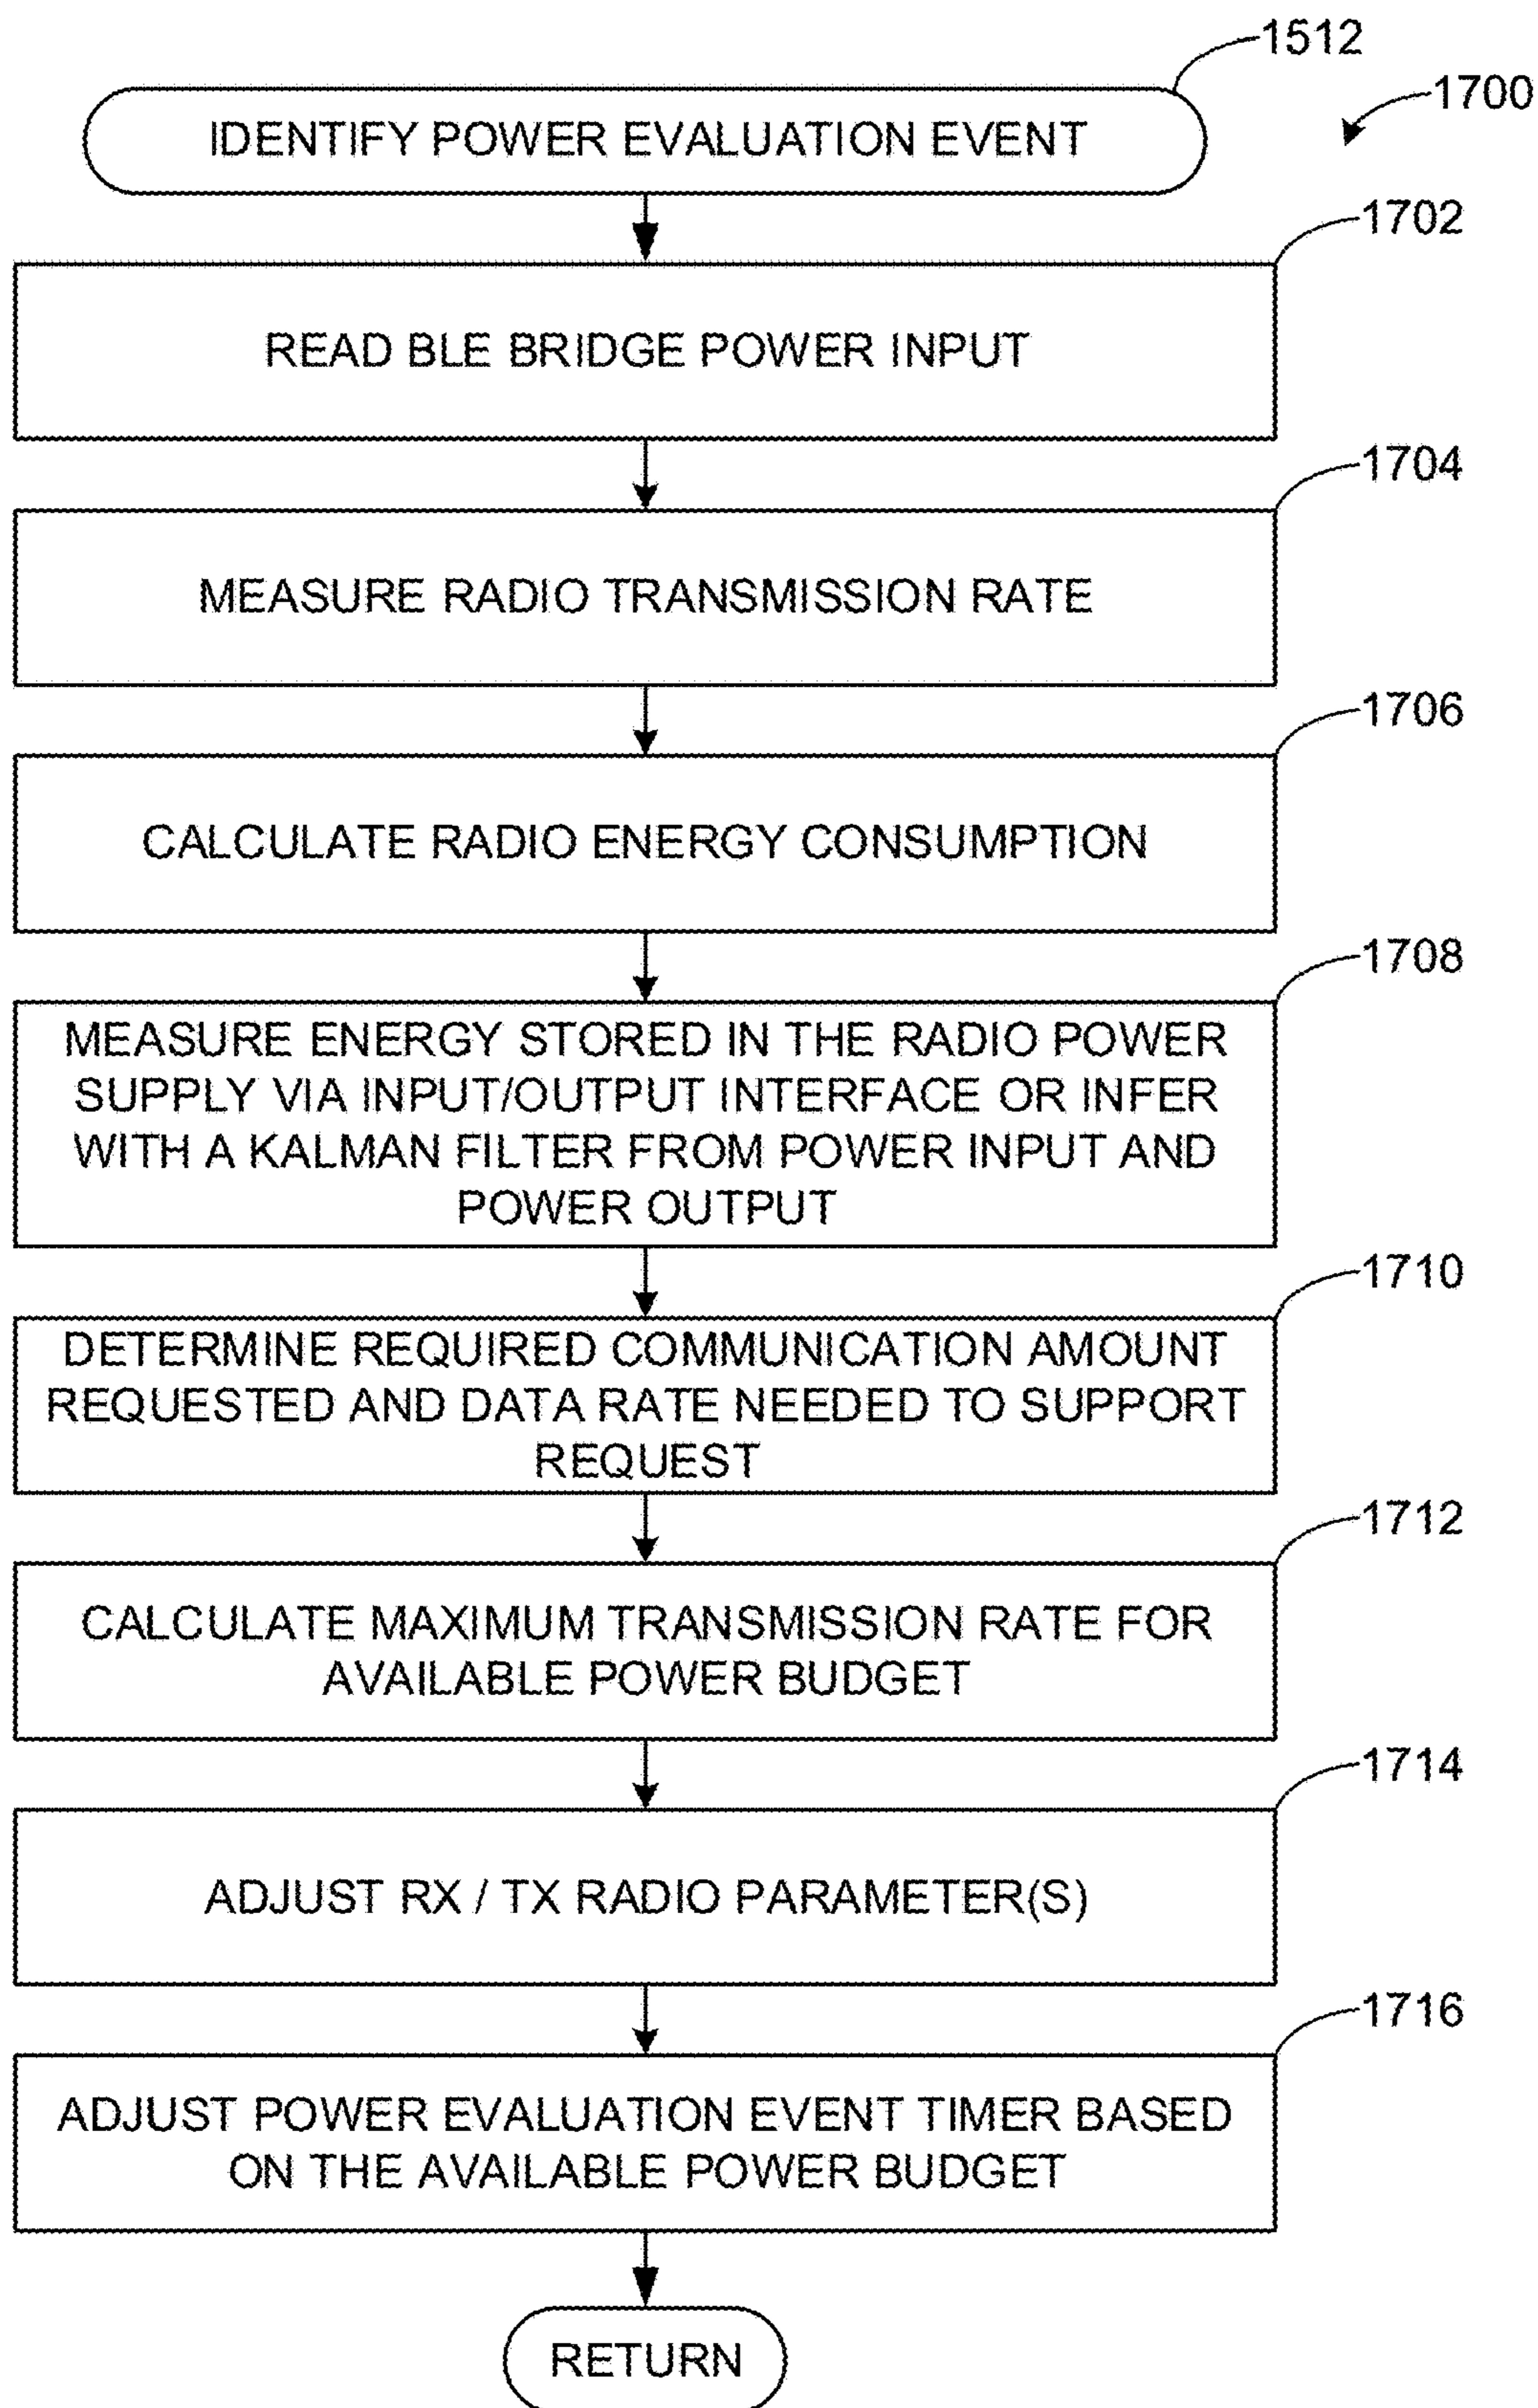 1512
1700
IDENTIFY POWER EVALUATION EVENT
1702
READ BLE BRIDGE POWER INPUT
1704
MEASURE RADIO TRANSMISSION RATE
1706
CALCULATE RADIO ENERGY CONSUMPTION
1708
MEASURE ENERGY STORED IN THE RADIO POWER
SUPPLY VIA INPUT/OUTPUT INTERFACE OR INFER
WITH A KALMAN FILTER FROM POWER INPUT AND
POWER OUTPUT
1710
DETERMINE REQUIRED COMMUNICATION AMOUNT
REQUESTED AND DATA RATE NEEDED TO SUPPORT
REQUEST
1712
CALCULATE MAXIMUM TRANSMISSION RATE FOR
AVAILABLE POWER BUDGET
1714
ADJUST RX / TX RADIO PARAMETER(S)
1716
ADJUST POWER EVALUATION EVENT TIMER BASED
ON THE AVAILABLE POWER BUDGET
RETURN